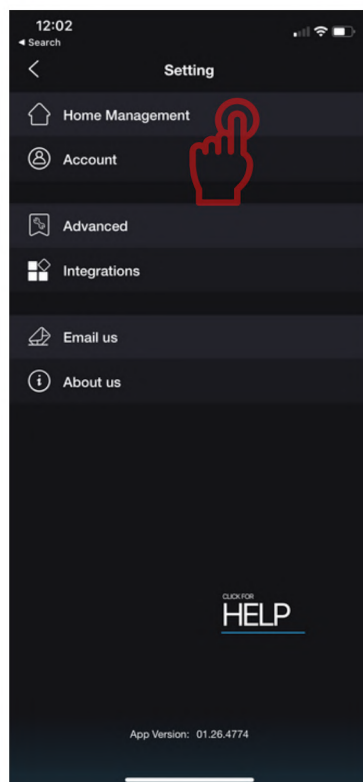 12:02
◀ Search
Setting
Home Management
Account
Advanced
Integrations
Email us
About us
CLICK FOR
HELP
App Version: 01.26.4774